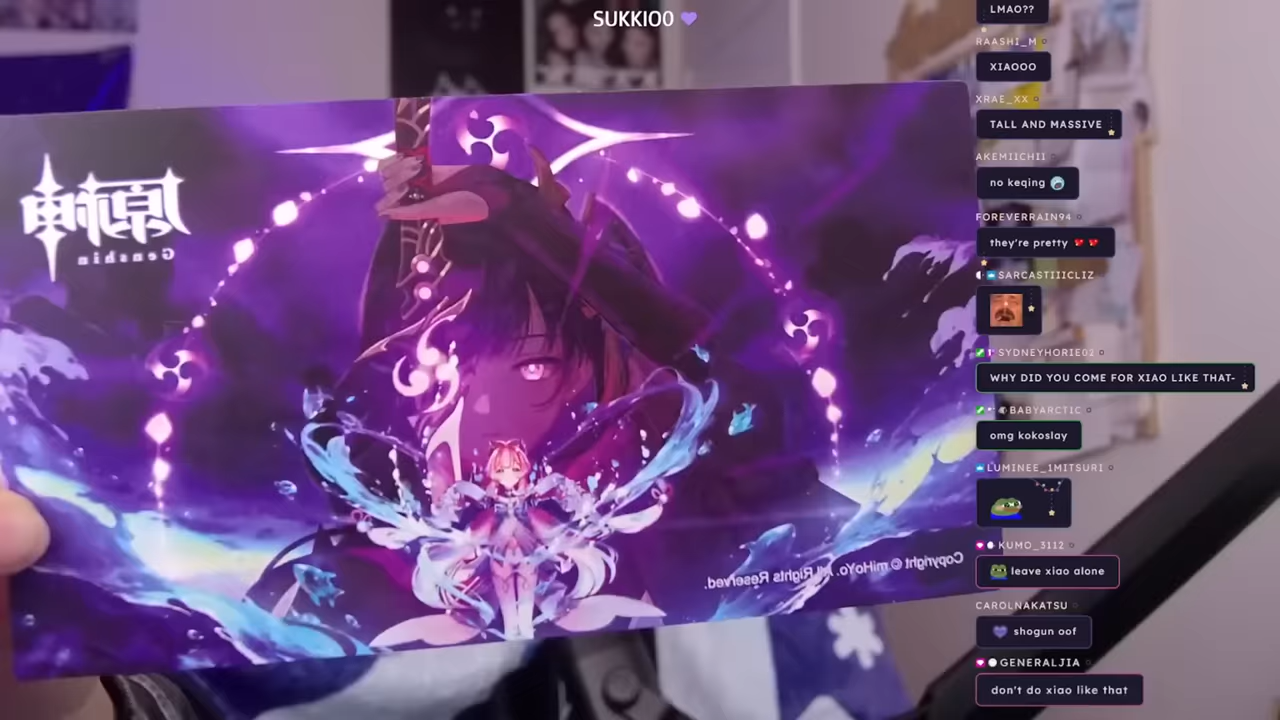 SUKKI00
LMAO??
RAASHI_M
XIAOOO
XRAE_XX
TALL AND MASSIVE
AKEMIICHII
no keqing
FOREVERRAIN94
they're pretty
SARCASTIIICLIZ
SYDNEYHORIE02
WHY DID YOU COME FOR XIAO LIKE THAT-
BABYARCTIC
omg kokoslay
LUMINEE_1MITSURI
KUMO_3112
leave xiao alone
CAROLNAKATSU
shogun oof
GENERALJIA
don't do xiao like that
原神
Genshin
Copyright © miHoYo. All Rights Reserved.